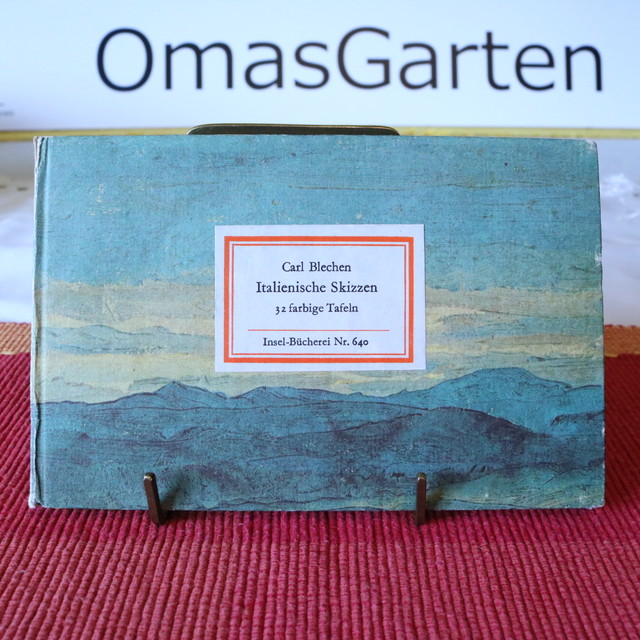 OmasGarten
Carl Blechen
Italienische Skizzen
32 farbige Tafeln
Insel-Bücherei Nr. 640